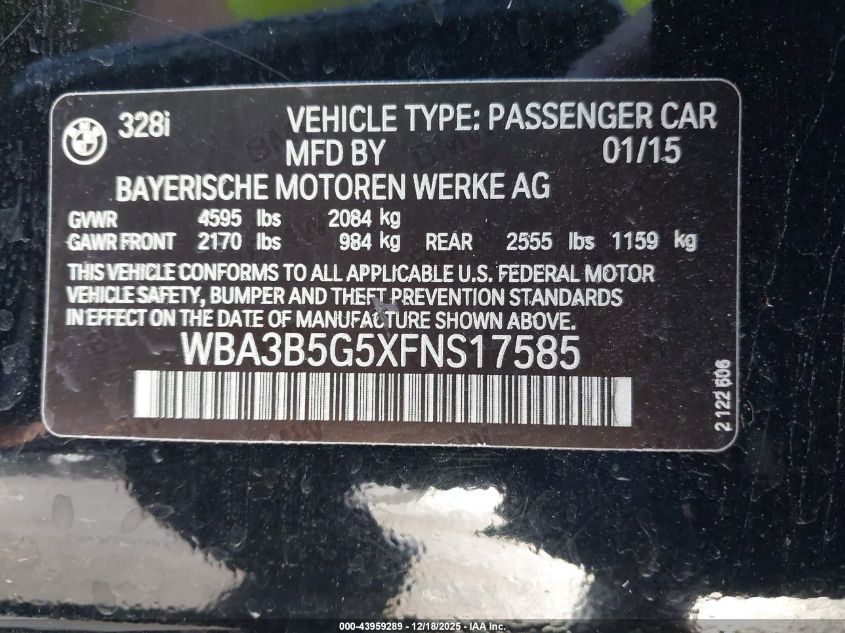 BMW 328i VEHICLE TYPE: PASSENGER CAR
MFD BY 01/15
BAYERISCHE MOTOREN WERKE AG
GVWR 4595 lbs 2084 kg
GAWR FRONT 2170 lbs 984 kg REAR 2555 lbs 1159 kg
THIS VEHICLE CONFORMS TO ALL APPLICABLE U.S. FEDERAL MOTOR
VEHICLE SAFETY, BUMPER AND THEFT PREVENTION STANDARDS
IN EFFECT ON THE DATE OF MANUFACTURE SHOWN ABOVE.
WBA3B5G5XFNS17585
2 122 606
000-43959289 - 12/18/2025 - IAA Inc.